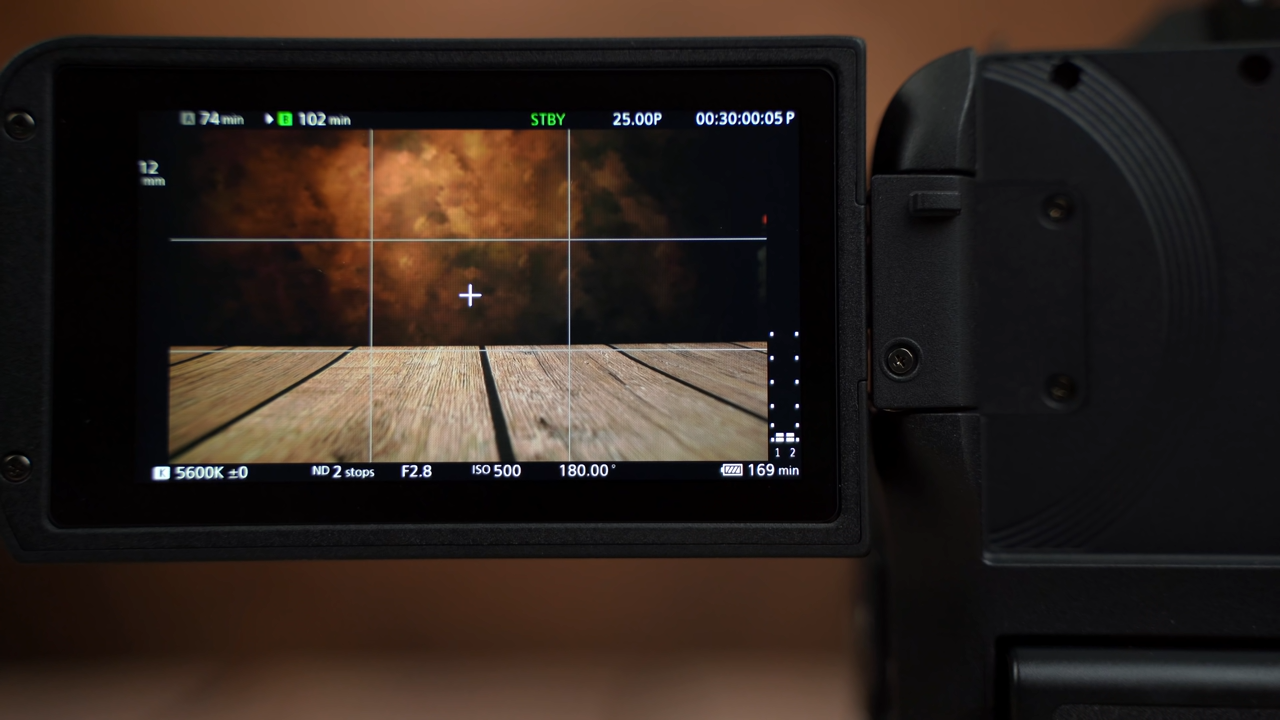 A 74 min B 102 min STBY 25.00P 00:30:00:05 P
12
mm
1 2
K 5600K ±0 ND 2 stops F2.8 ISO 500 180.00° 169 min